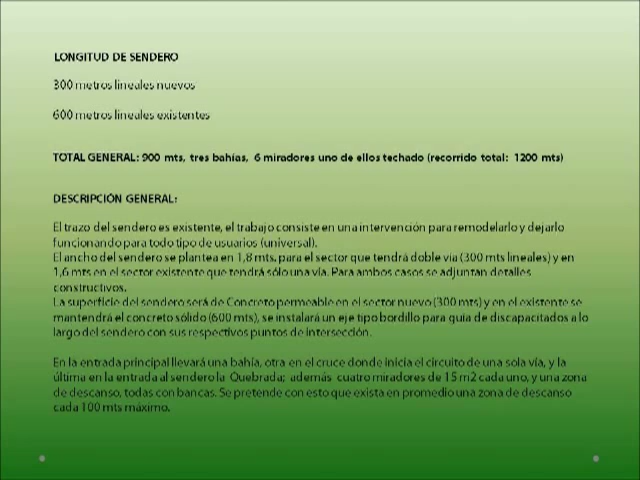 LONGITUD DE SENDERO
300 metros lineales nuevos
600 metros lineales existentes
TOTAL GENERAL: 900 mts, tres bahías, 6 miradores uno de ellos techado (recorrido total: 1200 mts)
DESCRIPCIÓN GENERAL:
El trazo del sendero es existente, el trabajo consiste en una intervención para remodelarlo y dejarlo
funcionando para todo tipo de usuarios (universal).
El ancho del sendero se plantea en 1,8 mts. para el sector que tendrá doble vía (300 mts lineales) y en
1,6 mts en el sector existente que tendrá sólo una vía. Para ambos casos se adjuntan detalles
constructivos.
La superficie del sendero será de Concreto permeable en el sector nuevo (300 mts) y en el existente se
mantendrá el concreto sólido (600 mts), se instalará un eje tipo bordillo para guía de discapacitados a lo
largo del sendero con sus respectivos puntos de intersección.
En la entrada principal llevará una bahía, otra en el cruce donde inicia el circuito de una sola vía, y la
última en la entrada al sendero la Quebrada; además cuatro miradores de 15 m2 cada uno, y una zona
de descanso, todas con bancas. Se pretende con esto que exista en promedio una zona de descanso
cada 100 mts máximo.